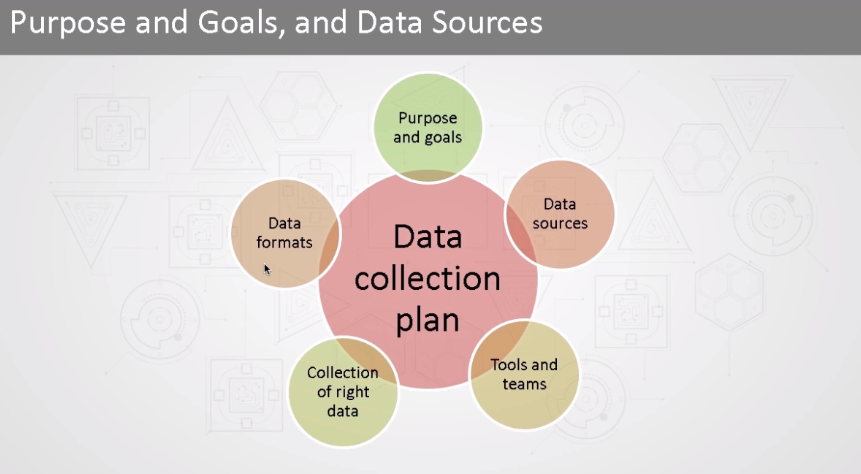 Purpose and Goals, and Data Sources
Purpose
and goals
Data
sources
Data
formats
Data
collection
plan
Tools and
teams
Collection
of right
data